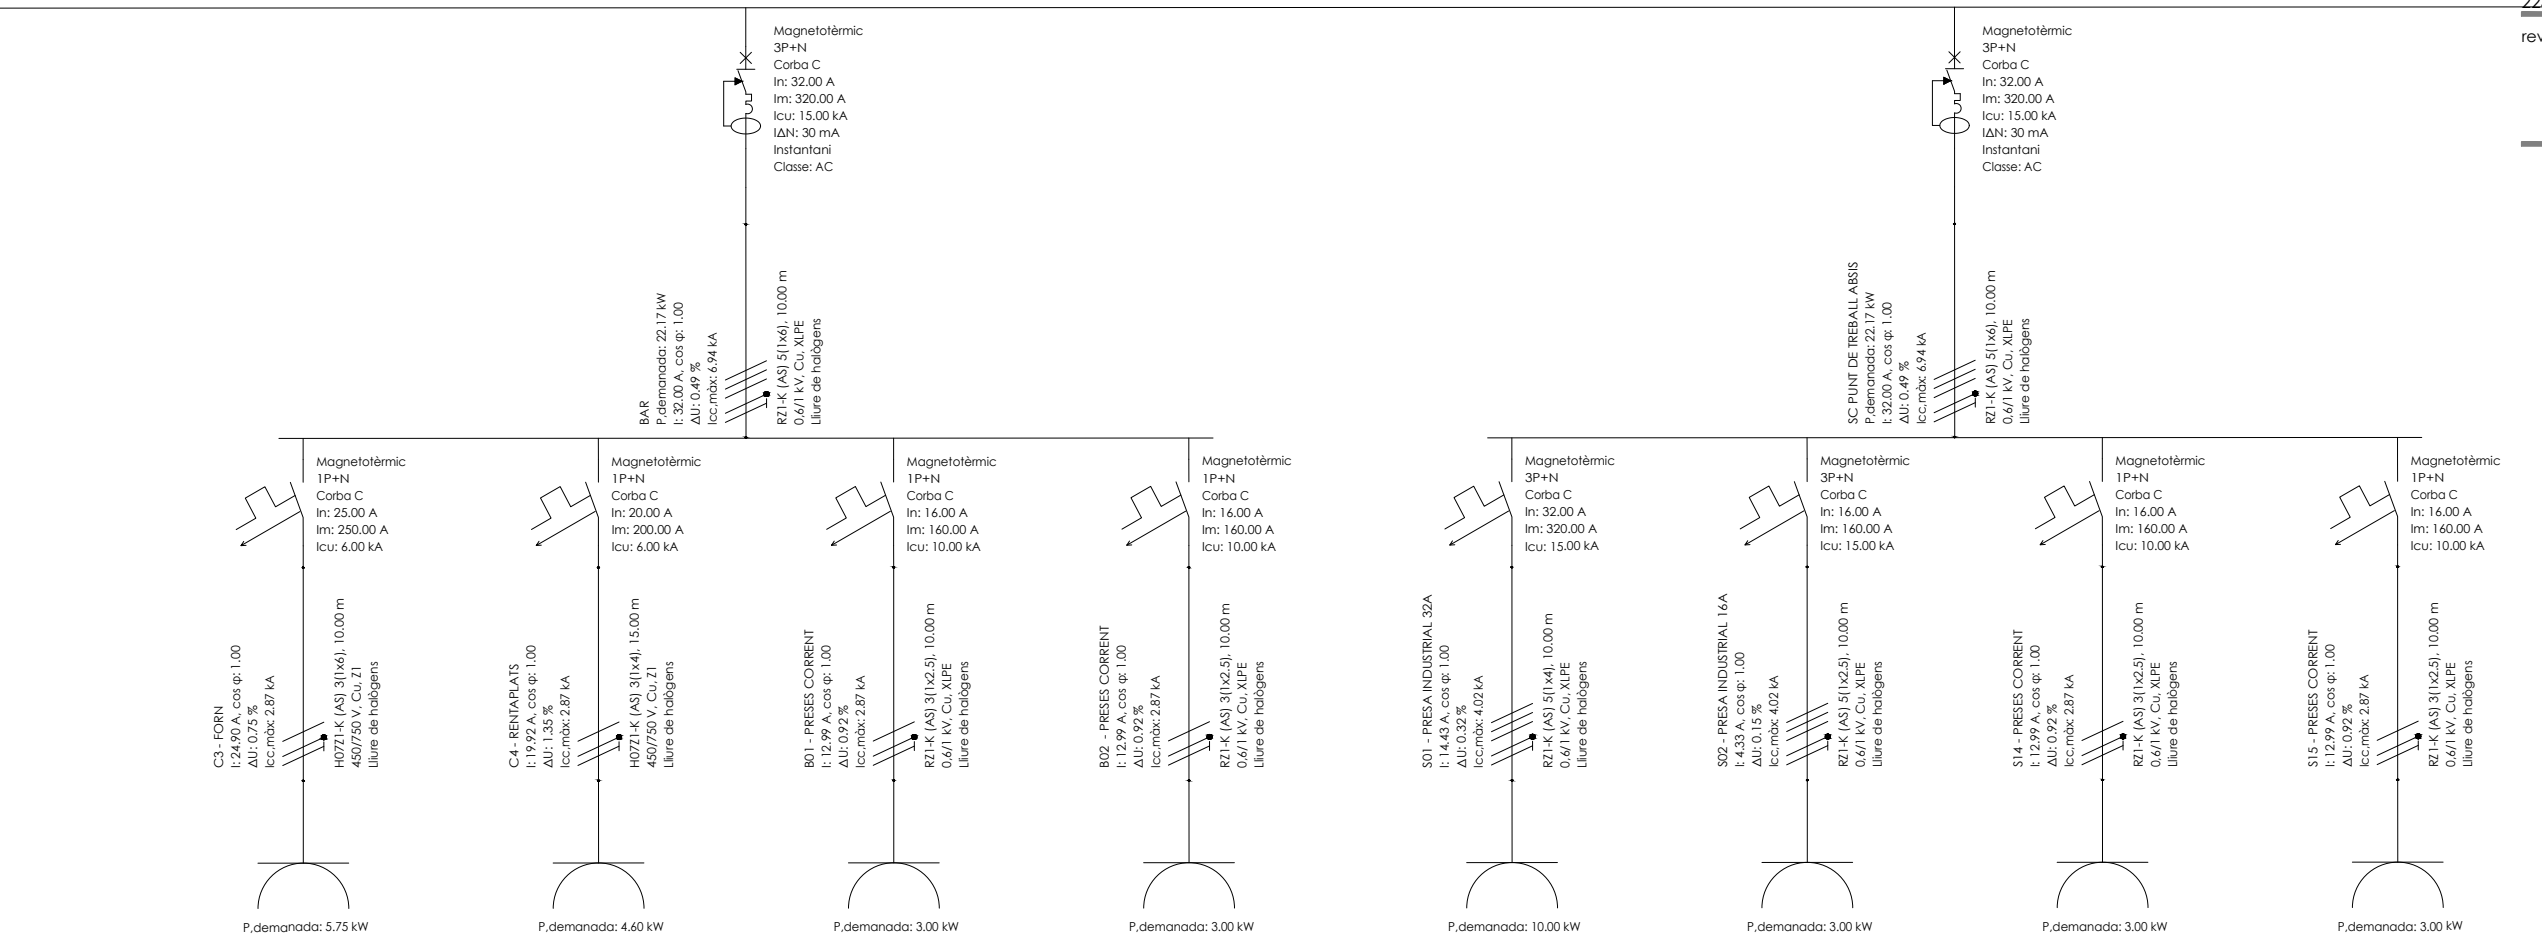 rev
Magnetotèrmic
3P+N
Corba C
In: 32.00 A
Im: 320.00 A
Icu: 15.00 kA
IΔN: 30 mA
Instantani
Classe: AC
Magnetotèrmic
3P+N
Corba C
In: 32.00 A
Im: 320.00 A
Icu: 15.00 kA
IΔN: 30 mA
Instantani
Classe: AC
BAR
P,demanada: 22.17 kW
I: 32.00 A, cos φ: 1.00
ΔU: 0.49 %
Icc,màx: 6.94 kA
RZ1-K (AS) 5(1x6), 10.00 m
0,6/1 kV, Cu, XLPE
Lliure de halògens
SC PUNT DE TREBALL ABSIS
P,demanada: 22.17 kW
I: 32.00 A, cos φ: 1.00
ΔU: 0.49 %
Icc,màx: 6.94 kA
RZ1-K (AS) 5(1x6), 10.00 m
0,6/1 kV, Cu, XLPE
Lliure de halògens
Magnetotèrmic
1P+N
Corba C
In: 25.00 A
Im: 250.00 A
Icu: 6.00 kA
Magnetotèrmic
1P+N
Corba C
In: 20.00 A
Im: 200.00 A
Icu: 6.00 kA
Magnetotèrmic
1P+N
Corba C
In: 16.00 A
Im: 160.00 A
Icu: 10.00 kA
Magnetotèrmic
1P+N
Corba C
In: 16.00 A
Im: 160.00 A
Icu: 10.00 kA
Magnetotèrmic
3P+N
Corba C
In: 32.00 A
Im: 320.00 A
Icu: 15.00 kA
Magnetotèrmic
3P+N
Corba C
In: 16.00 A
Im: 160.00 A
Icu: 15.00 kA
Magnetotèrmic
1P+N
Corba C
In: 16.00 A
Im: 160.00 A
Icu: 10.00 kA
Magnetotèrmic
1P+N
Corba C
In: 16.00 A
Im: 160.00 A
Icu: 10.00 kA
C3 - FORN
I: 24.90 A, cos φ: 1.00
ΔU: 0.75 %
Icc,màx: 2.87 kA
H07Z1-K (AS) 3(1x6), 10.00 m
450/750 V, Cu, Z1
Lliure de halògens
C4 - RENTAPLATS
I: 19.92 A, cos φ: 1.00
ΔU: 1.35 %
Icc,màx: 2.87 kA
H07Z1-K (AS) 3(1x4), 15.00 m
450/750 V, Cu, Z1
Lliure de halògens
B01 - PRESES CORRENT
I: 12.99 A, cos φ: 1.00
ΔU: 0.92 %
Icc,màx: 2.87 kA
RZ1-K (AS) 3(1x2.5), 10.00 m
0,6/1 kV, Cu, XLPE
Lliure de halògens
B02 - PRESES CORRENT
I: 12.99 A, cos φ: 1.00
ΔU: 0.92 %
Icc,màx: 2.87 kA
RZ1-K (AS) 3(1x2.5), 10.00 m
0,6/1 kV, Cu, XLPE
Lliure de halògens
S01 - PRESA INDUSTRIAL 32A
I: 14.43 A, cos φ: 1.00
ΔU: 0.32 %
Icc,màx: 4.02 kA
RZ1-K (AS) 5(1x4), 10.00 m
0,6/1 kV, Cu, XLPE
Lliure de halògens
S02 - PRESA INDUSTRIAL 16A
I: 4.33 A, cos φ: 1.00
ΔU: 0.15 %
Icc,màx: 4.02 kA
RZ1-K (AS) 5(1x2.5), 10.00 m
0,6/1 kV, Cu, XLPE
Lliure de halògens
S14 - PRESES CORRENT
I: 12.99 A, cos φ: 1.00
ΔU: 0.92 %
Icc,màx: 2.87 kA
RZ1-K (AS) 3(1x2.5), 10.00 m
0,6/1 kV, Cu, XLPE
Lliure de halògens
S15 - PRESES CORRENT
I: 12.99 A, cos φ: 1.00
ΔU: 0.92 %
Icc,màx: 2.87 kA
RZ1-K (AS) 3(1x2.5), 10.00 m
0,6/1 kV, Cu, XLPE
Lliure de halògens
P,demanada: 5.75 kW
P,demanada: 4.60 kW
P,demanada: 3.00 kW
P,demanada: 3.00 kW
P,demanada: 10.00 kW
P,demanada: 3.00 kW
P,demanada: 3.00 kW
P,demanada: 3.00 kW